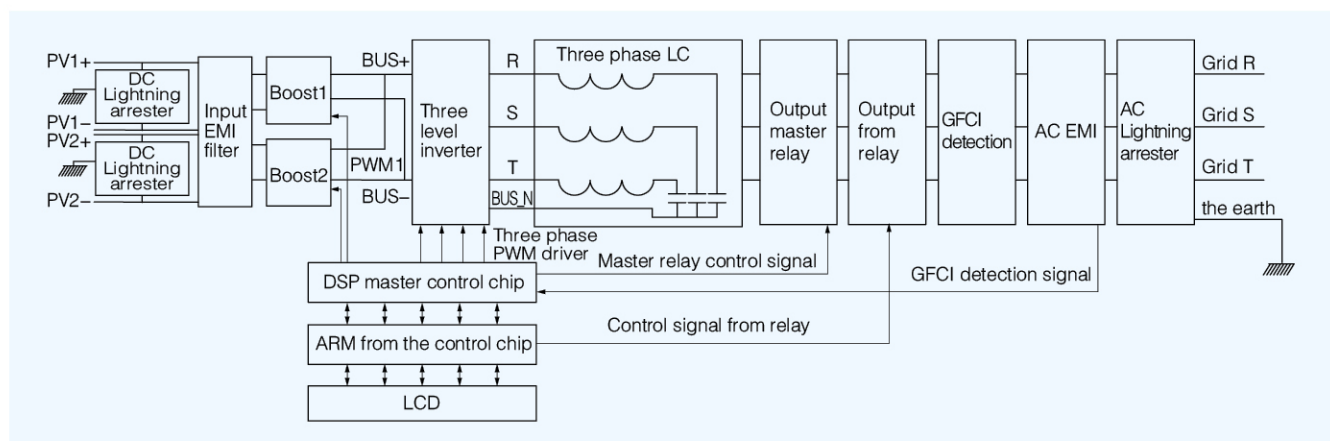 PV1+
DC
Lightning
arrester
PV1-
PV2+
DC
Lightning
arrester
PV2-
Input
EMI
filter
Boost1
Boost2
BUS+
PWM1
BUS-
Three
level
inverter
R
S
T
BUS_N
Three phase LC
Output
master
relay
Output
from
relay
GFCI
detection
AC EMI
AC
Lightning
arrester
Grid R
Grid S
Grid T
the earth
Three phase
PWM driver
Master relay control signal
GFCI detection signal
DSP master control chip
Control signal from relay
ARM from the control chip
LCD